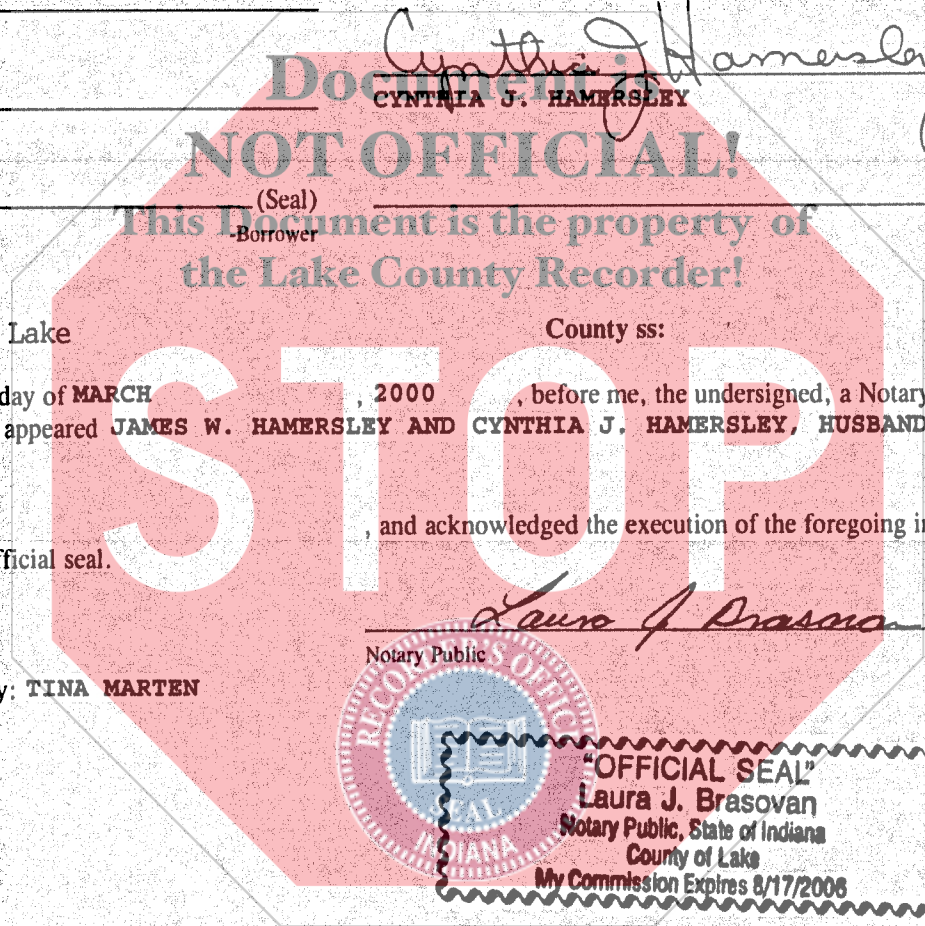 Cynthia J Hamersley
Document is
CYNTHIA J. HAMERSLEY
NOT OFFICIAL!
(Seal)
This Document is the property of
-Borrower
the Lake County Recorder!
Lake County ss:
day of MARCH , 2000 , before me, the undersigned, a Notary
appeared JAMES W. HAMERSLEY AND CYNTHIA J. HAMERSLEY, HUSBAND
STOP
, and acknowledged the execution of the foregoing
fficial seal.
Laura J Brasova
Notary Public
y: TINA MARTEN
RECORDER'S OFFICE
SEAL
INDIANA
"OFFICIAL SEAL"
Laura J. Brasovan
Notary Public, State of Indiana
County of Lake
My Commission Expires 8/17/2006